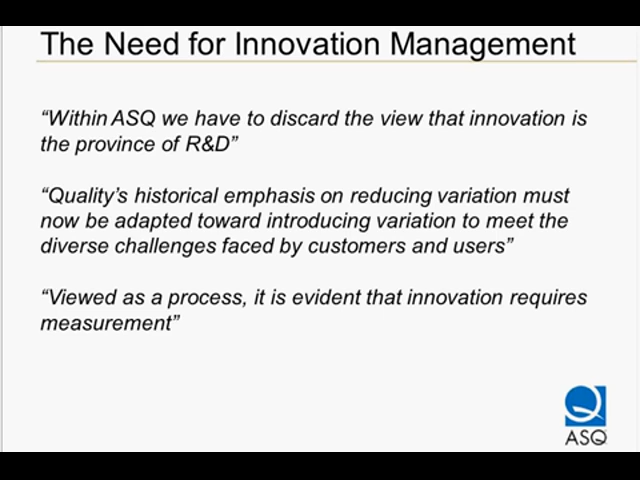 The Need for Innovation Management
“Within ASQ we have to discard the view that innovation is
the province of R&D”
“Quality’s historical emphasis on reducing variation must
now be adapted toward introducing variation to meet the
diverse challenges faced by customers and users”
“Viewed as a process, it is evident that innovation requires
measurement”
ASQ